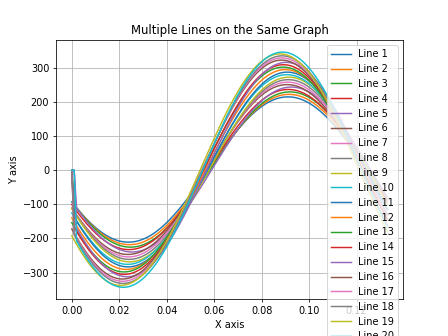 Multiple Lines on the Same Graph
Y axis
300
200
100
0
−100
−200
−300
0.00
0.02
0.04
0.06
0.08
0.10
X axis
Line 1
Line 2
Line 3
Line 4
Line 5
Line 6
Line 7
Line 8
Line 9
Line 10
Line 11
Line 12
Line 13
Line 14
Line 15
Line 16
Line 17
Line 18
Line 19
Line 20